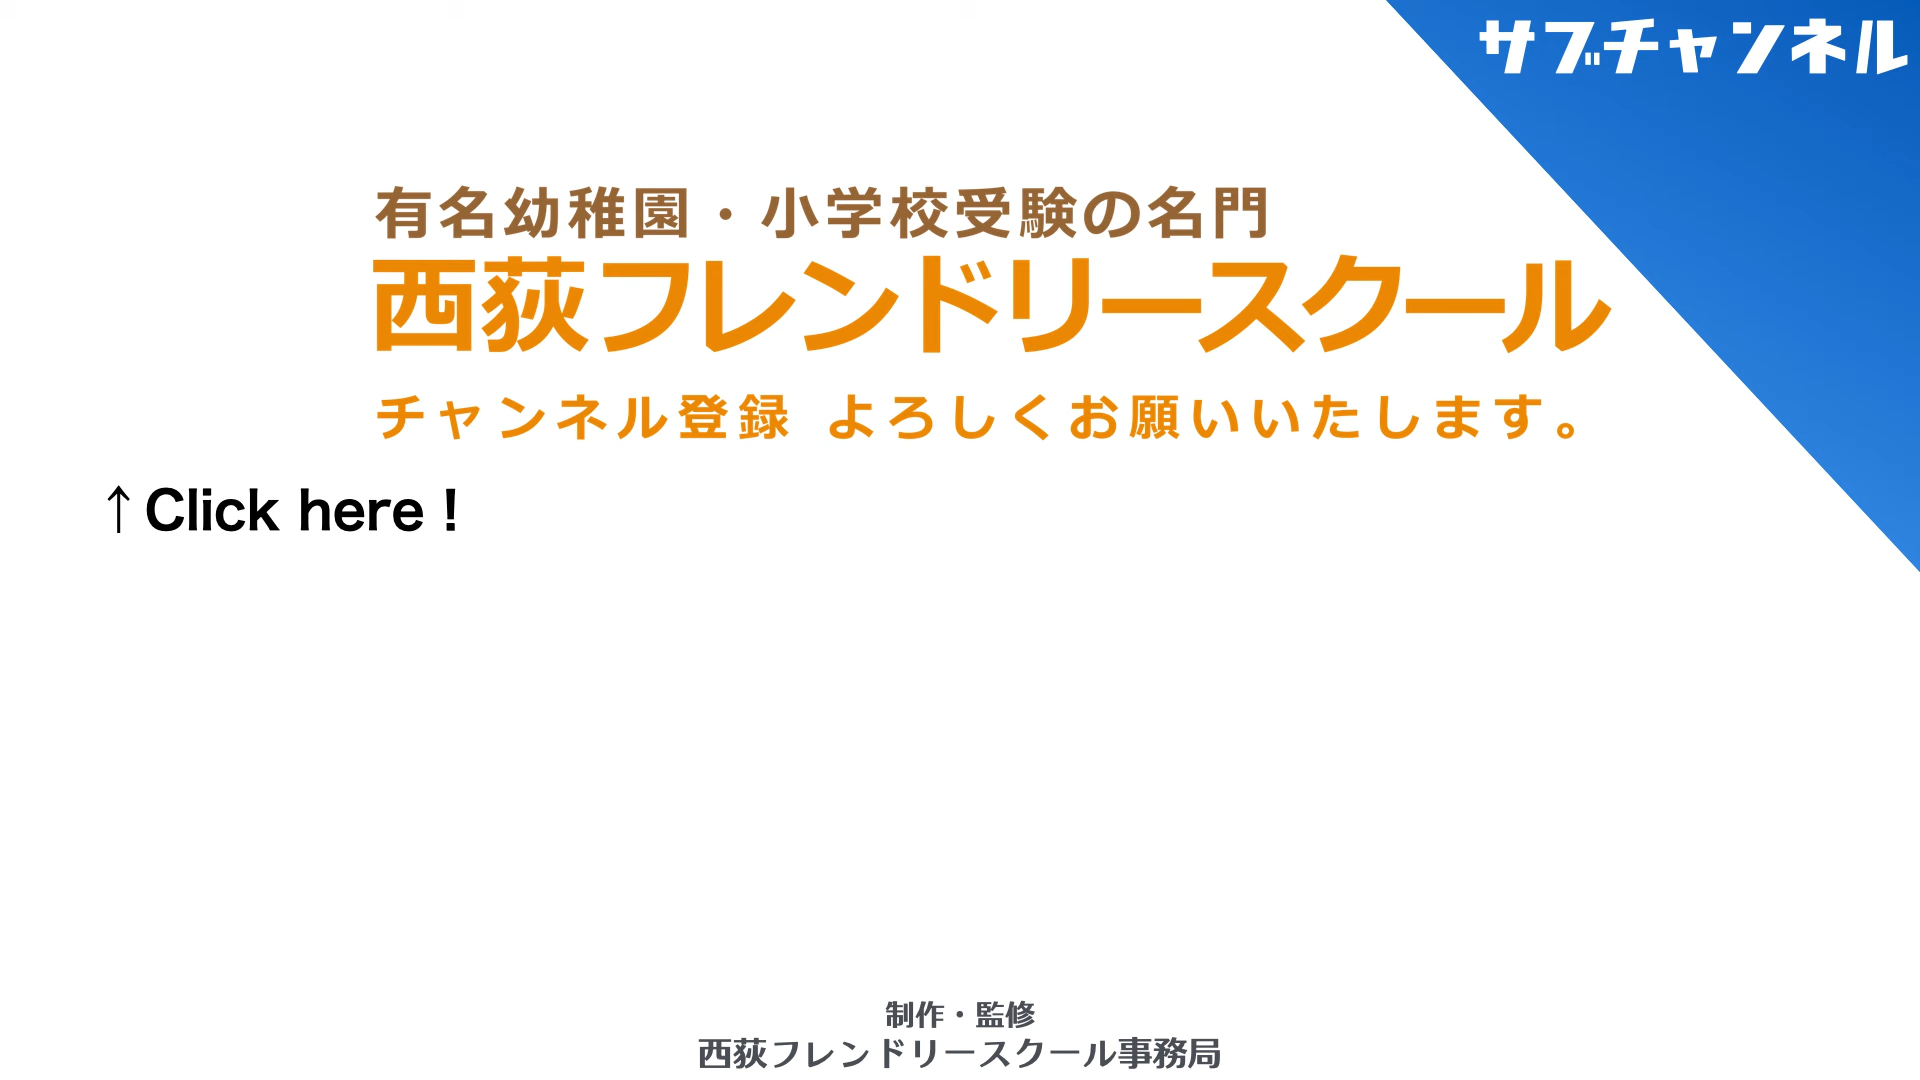 サブチャンネル
有名幼稚園・小学校受験の名門
西荻フレンドリースクール
チャンネル登録 よろしくお願いいたします。
↑Click here !
制作・監修
西荻フレンドリースクール事務局